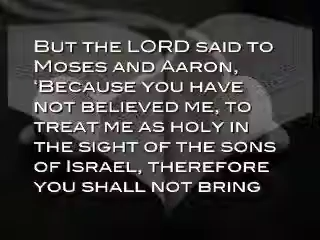 But the LORD said to
Moses and Aaron,
‘Because you have
not believed me, to
treat me as holy in
the sight of the sons
of Israel, therefore
you shall not bring